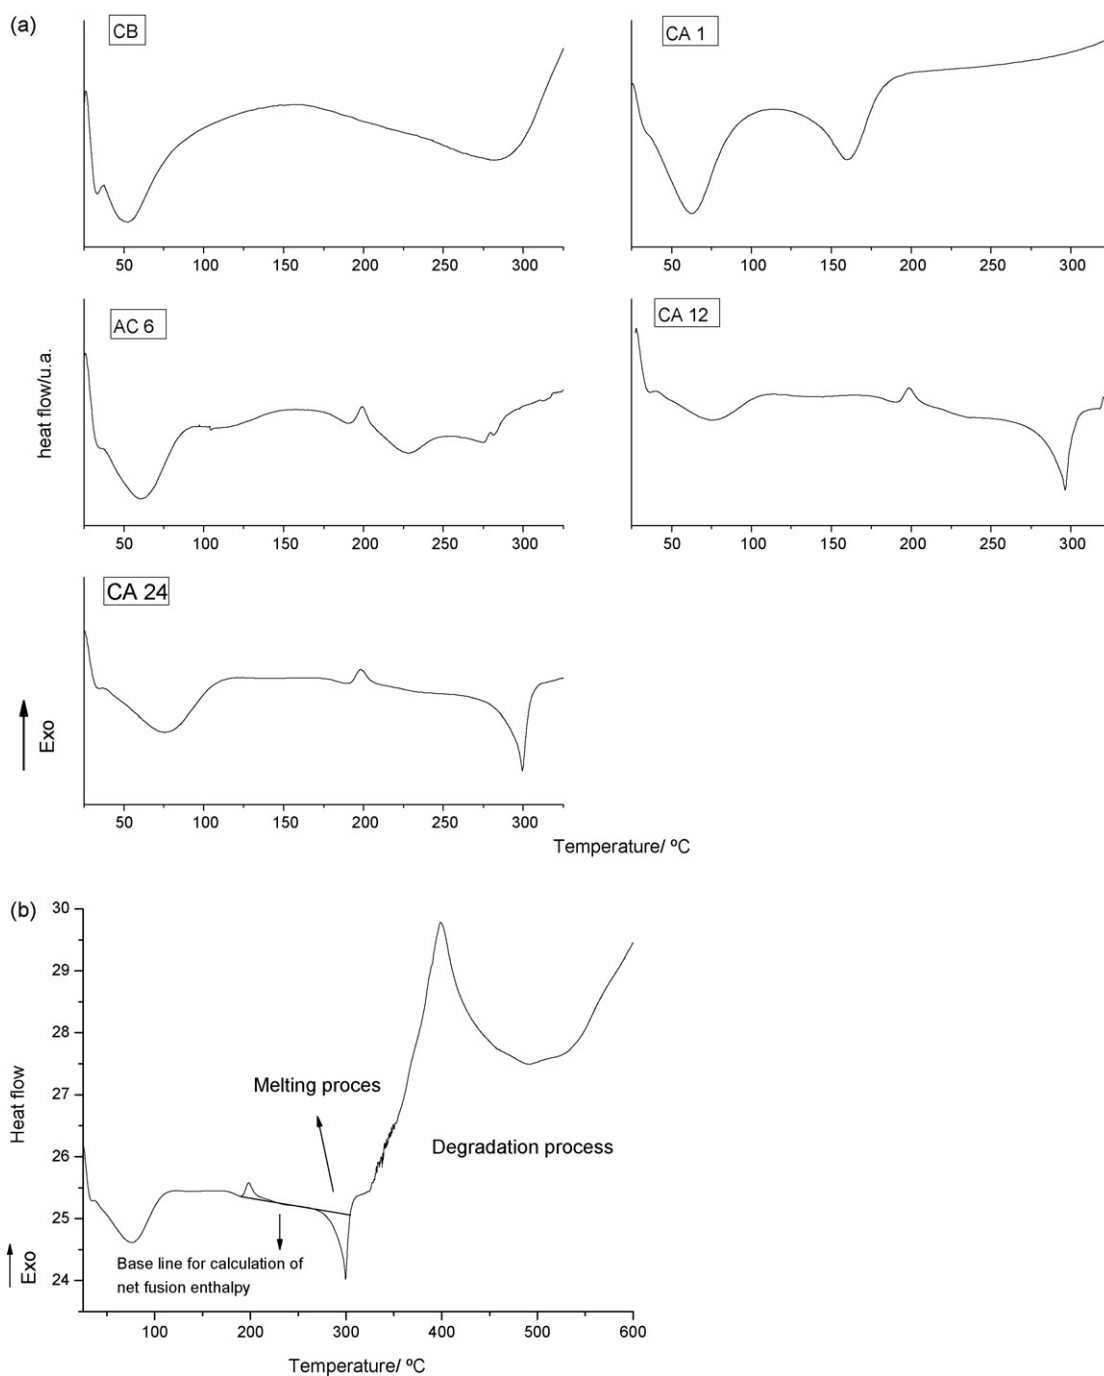 (a)
CB
CA 1
50 100 150 200 250 300
50 100 150 200 250 300
AC 6
CA 12
heat flow/u.a.
50 100 150 200 250 300
50 100 150 200 250 300
CA 24
Exo
50 100 150 200 250 300
Temperature/ ºC
(b)
30
29
28
27
26
25
24
Heat flow
Exo
Melting proces
Degradation process
Base line for calculation of
net fusion enthalpy
100 200 300 400 500 600
Temperature/ ºC